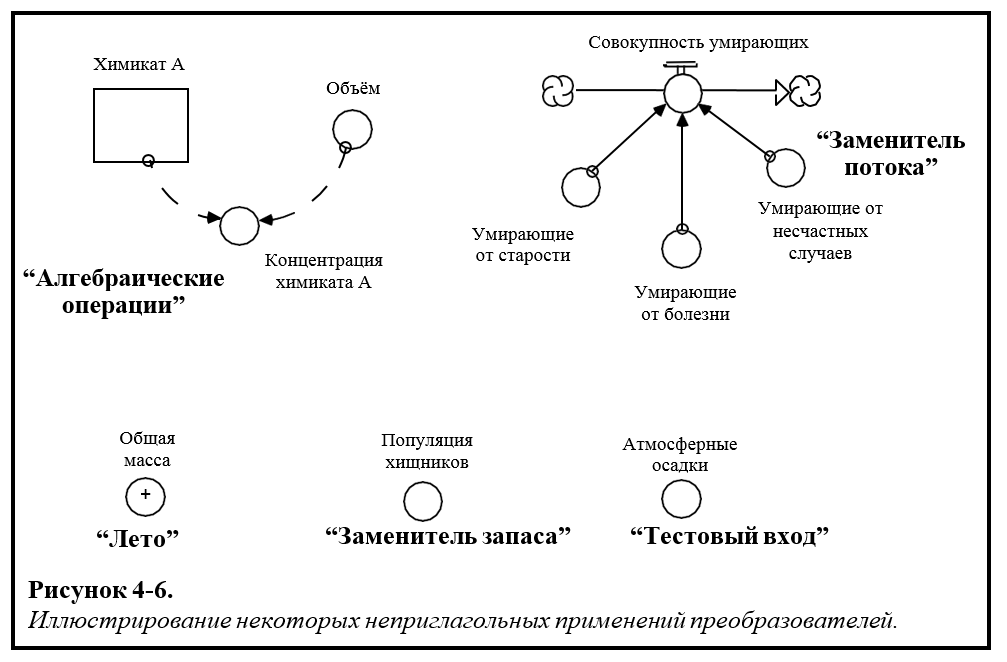 Химикат А
Объём
Концентрация
химиката А
“Алгебраические
операции”
Совокупность умирающих
“Заменитель
потока”
Умирающие
от старости
Умирающие
от болезни
Умирающие от
несчастных
случаев
Общая
масса
+
“Лето”
Популяция
хищников
“Заменитель запаса”
Атмосферные
осадки
“Тестовый вход”
Рисунок 4-6.
Иллюстрирование некоторых неприглагольных применений преобразователей.